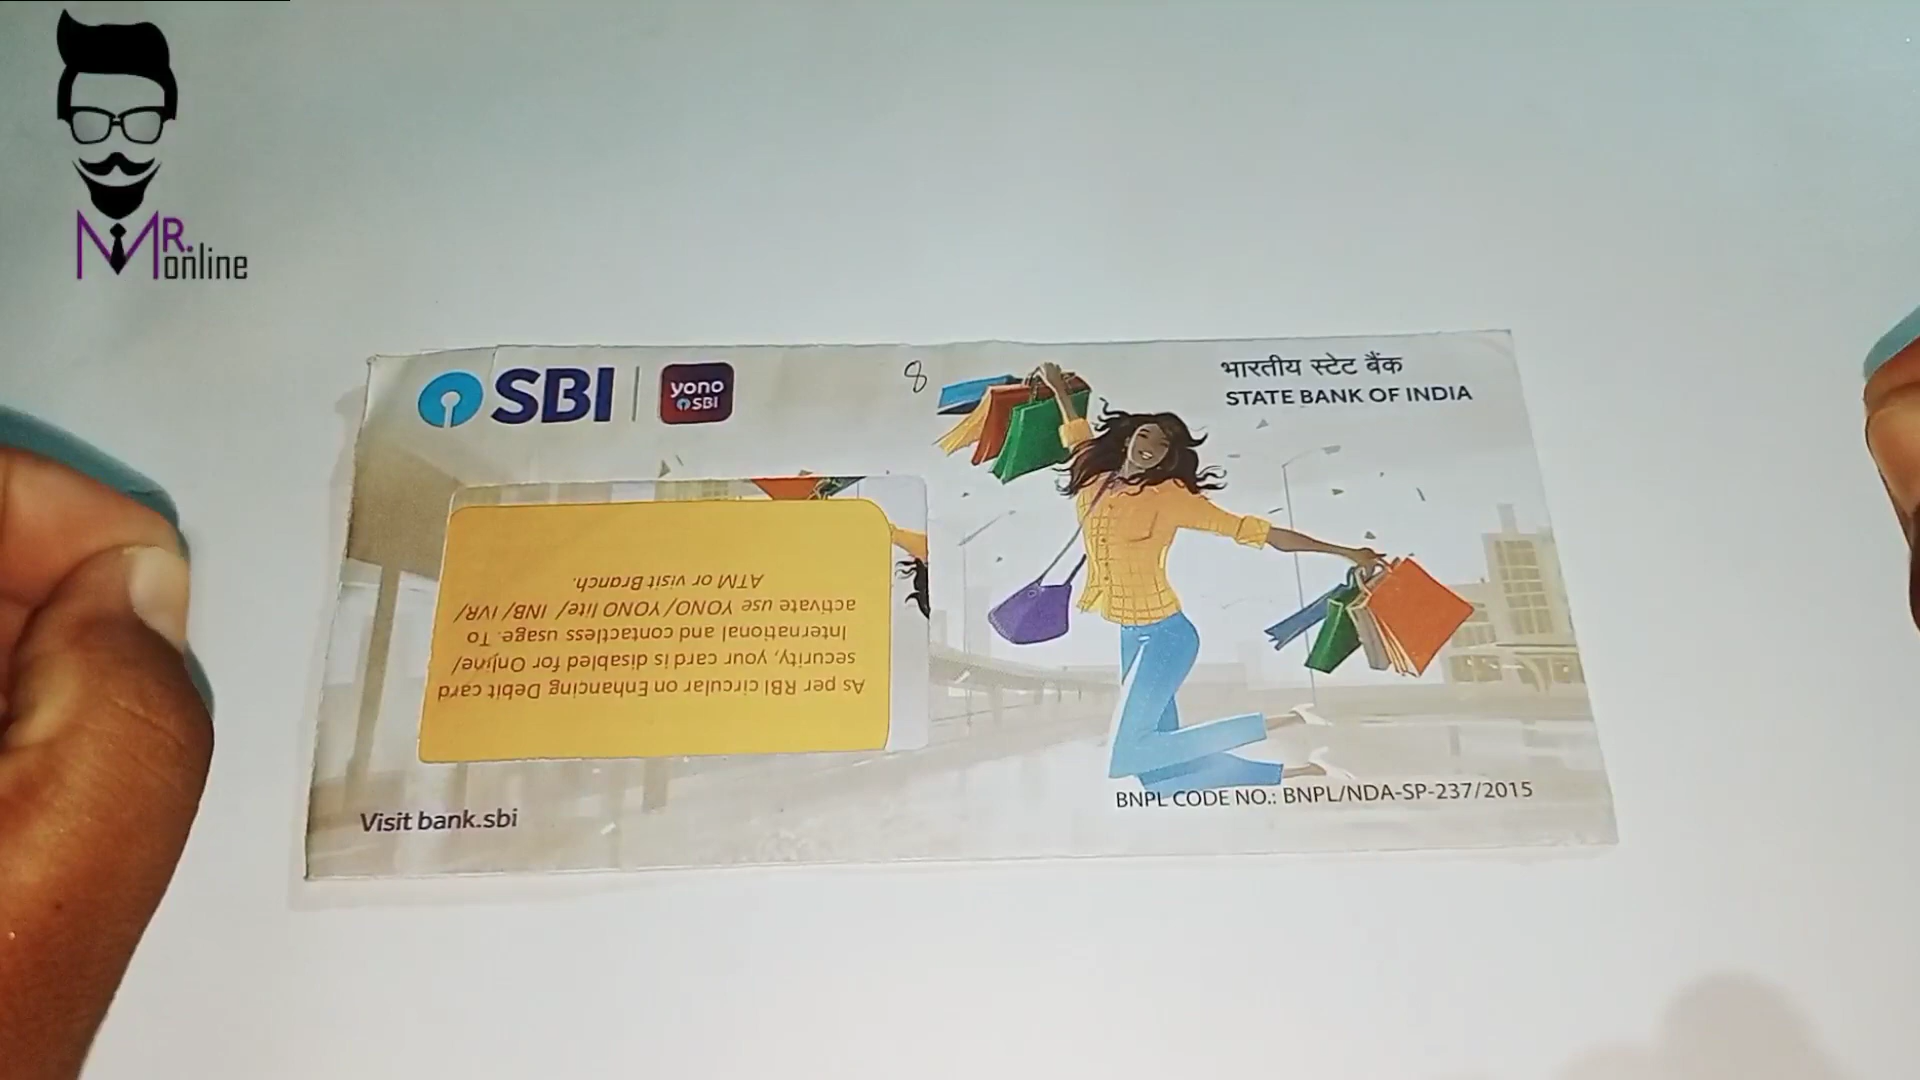 MR.
online
SBI
yono
SBI
8
भारतीय स्टेट बैंक
STATE BANK OF INDIA
As per RBI circular on Enhancing Debit card
security, your card is disabled for Online/
International and contactless usage. To
activate use YONO/YONO lite/ INB/ IVR/
ATM or visit Branch.
BNPL CODE NO.: BNPL/NDA-SP-237/2015
Visit bank.sbi